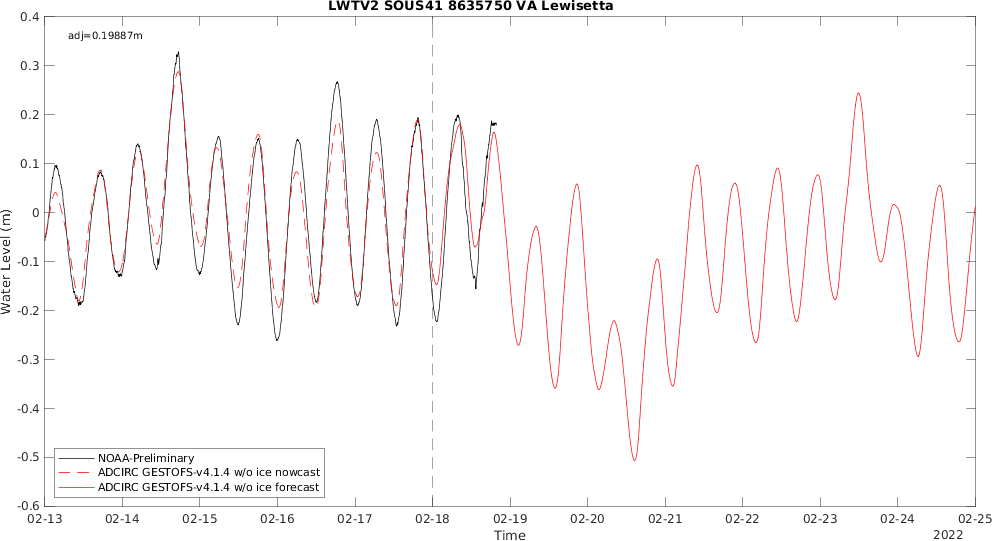 LWTV2 SOUS41 8635750 VA Lewisetta
adj=0.19887m
0.4
0.3
0.2
0.1
0
-0.1
-0.2
-0.3
-0.4
-0.5
-0.6
Water Level (m)
NOAA-Preliminary
ADCIRC GESTOFS-v4.1.4 w/o ice nowcast
ADCIRC GESTOFS-v4.1.4 w/o ice forecast
02-13 02-14 02-15 02-16 02-17 02-18 02-19 02-20 02-21 02-22 02-23 02-24 02-25
Time
2022